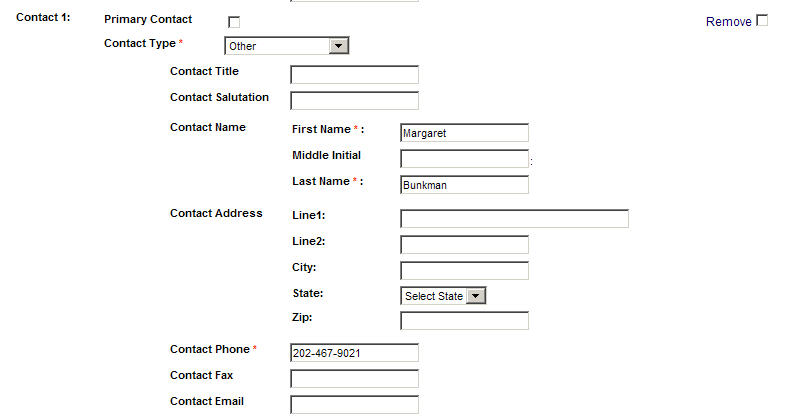 Contact 1: Primary Contact Remove
Contact Type * Other
Contact Title
Contact Salutation
Contact Name First Name * : Margaret
Middle Initial :
Last Name * : Bunkman
Contact Address Line1:
Line2:
City:
State: Select State
Zip:
Contact Phone * 202-467-9021
Contact Fax
Contact Email